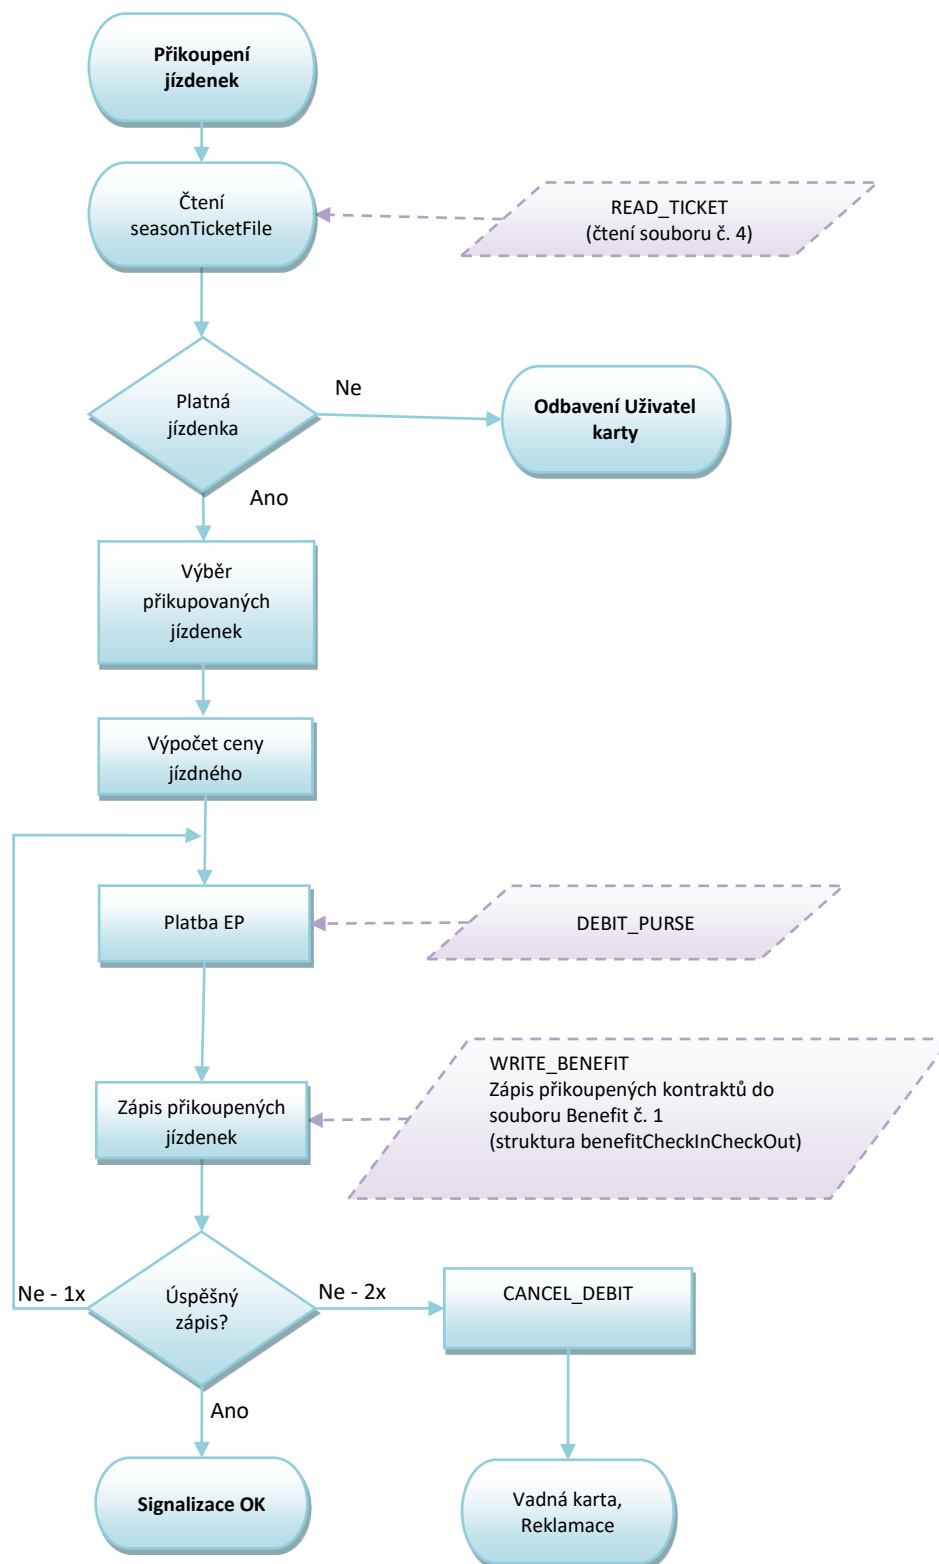 Přikoupení
jízdenek
Čtení
seasonTicketFile
READ_TICKET
(čtení souboru č. 4)
Platná
jízdenka
Ne
Odbavení Uživatel
karty
Ano
Výběr
přikupovaných
jízdenek
Výpočet ceny
jízdného
Platba EP
DEBIT_PURSE
Zápis přikoupených
jízdenek
WRITE_BENEFIT
Zápis přikoupených kontraktů do
souboru Benefit č. 1
(struktura benefitCheckInCheckOut)
Úspěšný
zápis?
Ne - 1x
Ne - 2x
CANCEL_DEBIT
Ano
Signalizace OK
Vadná karta,
Reklamace